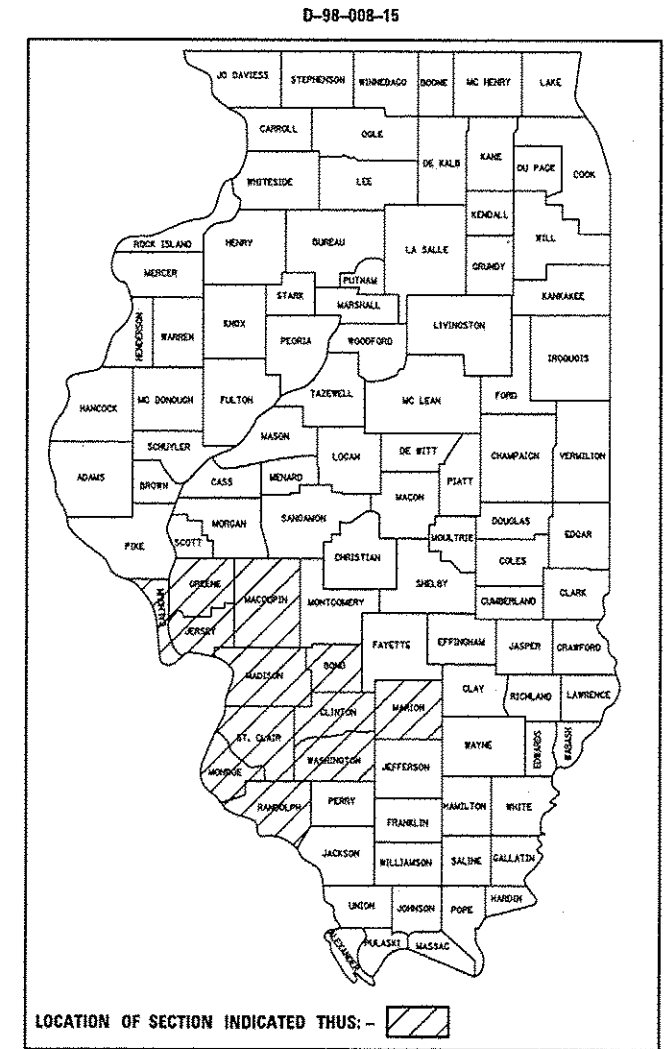 D-98-008-15
JO DAVIESS
STEPHENSON
WINNEBAGO
BOONE
MC HENRY
LAKE
CARROLL
OGLE
DE KALB
KANE
DU PAGE
COOK
WHITESIDE
LEE
KENDALL
WILL
ROCK ISLAND
HENRY
BUREAU
LA SALLE
GRUNDY
MERCER
PUTNAM
KANKAKEE
STARK
MARSHALL
HENDERSON
WARREN
KNOX
PEORIA
WOODFORD
LIVINGSTON
IROQUOIS
HANCOCK
MC DONOUGH
FULTON
TAZEWELL
MC LEAN
FORD
MASON
SCHUYLER
LOGAN
DE WITT
CHAMPAIGN
VERMILION
ADAMS
BROWN
CASS
MENARD
PIATT
MACON
SANGAMON
MORGAN
DOUGLAS
EDGAR
PIKE
SCOTT
MOULTRIE
CHRISTIAN
COLES
SHELBY
GREENE
MACOUPIN
MONTGOMERY
CUMBERLAND
CLARK
CALHOUN
JERSEY
FAYETTE
EFFINGHAM
JASPER
CRAWFORD
MADISON
BOND
CLAY
RICHLAND
LAWRENCE
CLINTON
MARION
ST. CLAIR
WAYNE
EDWARDS
WABASH
WASHINGTON
JEFFERSON
MONROE
RANDOLPH
PERRY
HAMILTON
WHITE
FRANKLIN
JACKSON
WILLIAMSON
SALINE
GALLATIN
UNION
JOHNSON
POPE
HARDIN
ALEXANDER
PULASKI
MASSAC
LOCATION OF SECTION INDICATED THUS: -